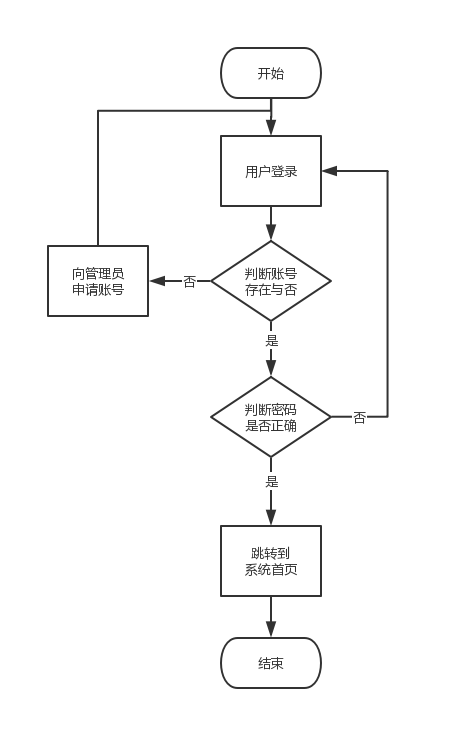 开始
用户登录
判断账号
存在与否
否
向管理员
申请账号
是
判断密码
是否正确
否
是
跳转到
系统首页
结束